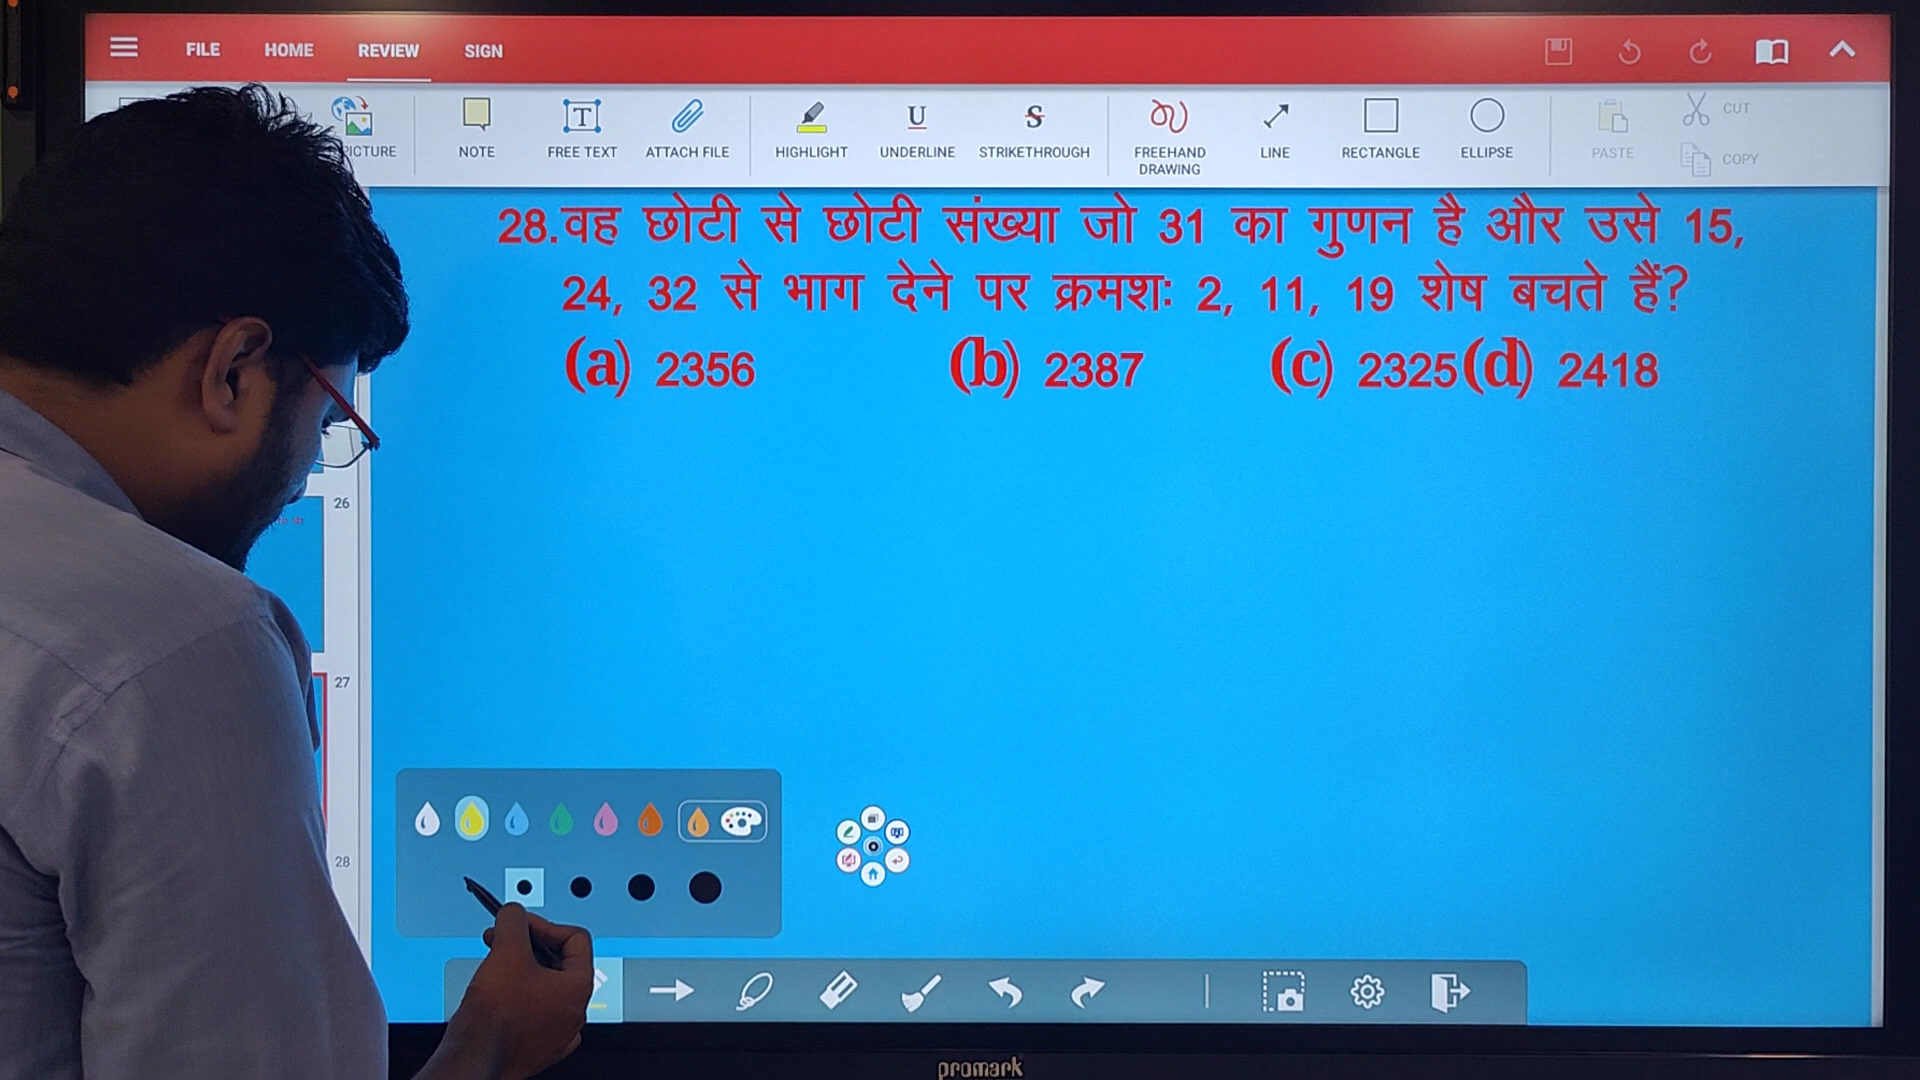 FILE HOME REVIEW SIGN
ICTURE NOTE FREE TEXT ATTACH FILE HIGHLIGHT UNDERLINE STRIKETHROUGH FREEHAND DRAWING LINE RECTANGLE ELLIPSE PASTE CUT
COPY
28.वह छोटी से छोटी संख्या जो 31 का गुणन है और उसे 15,
24, 32 से भाग देने पर क्रमशः 2, 11, 19 शेष बचते हैं?
(a) 2356 (b) 2387 (c) 2325 (d) 2418
26
27
28
promark